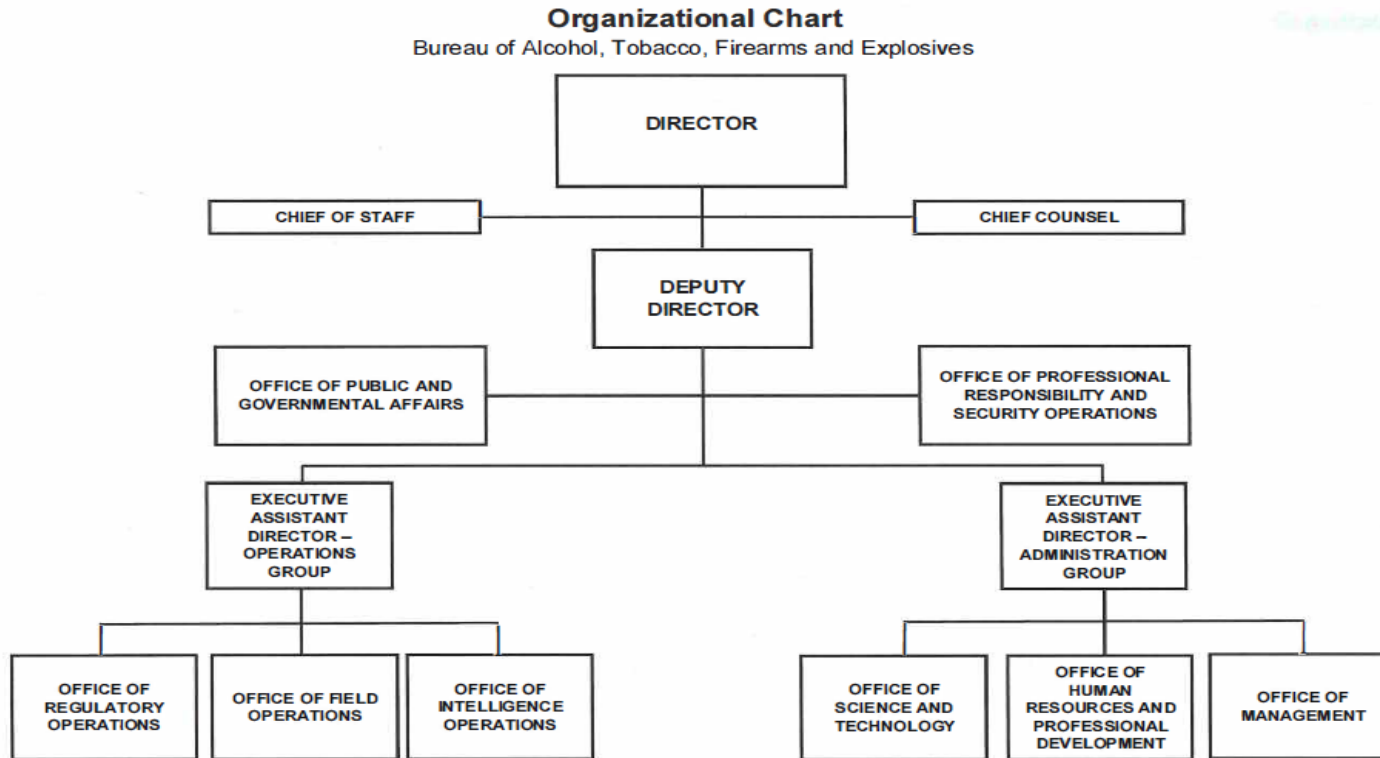 Organizational Chart
Bureau of Alcohol, Tobacco, Firearms and Explosives
DIRECTOR
CHIEF OF STAFF
CHIEF COUNSEL
DEPUTY
DIRECTOR
OFFICE OF PUBLIC AND
GOVERNMENTAL AFFAIRS
OFFICE OF PROFESSIONAL
RESPONSIBILITY AND
SECURITY OPERATIONS
EXECUTIVE
ASSISTANT
DIRECTOR –
OPERATIONS
GROUP
EXECUTIVE
ASSISTANT
DIRECTOR –
ADMINISTRATION
GROUP
OFFICE OF
REGULATORY
OPERATIONS
OFFICE OF FIELD
OPERATIONS
OFFICE OF
INTELLIGENCE
OPERATIONS
OFFICE OF
SCIENCE AND
TECHNOLOGY
OFFICE OF
HUMAN
RESOURCES AND
PROFESSIONAL
DEVELOPMENT
OFFICE OF
MANAGEMENT